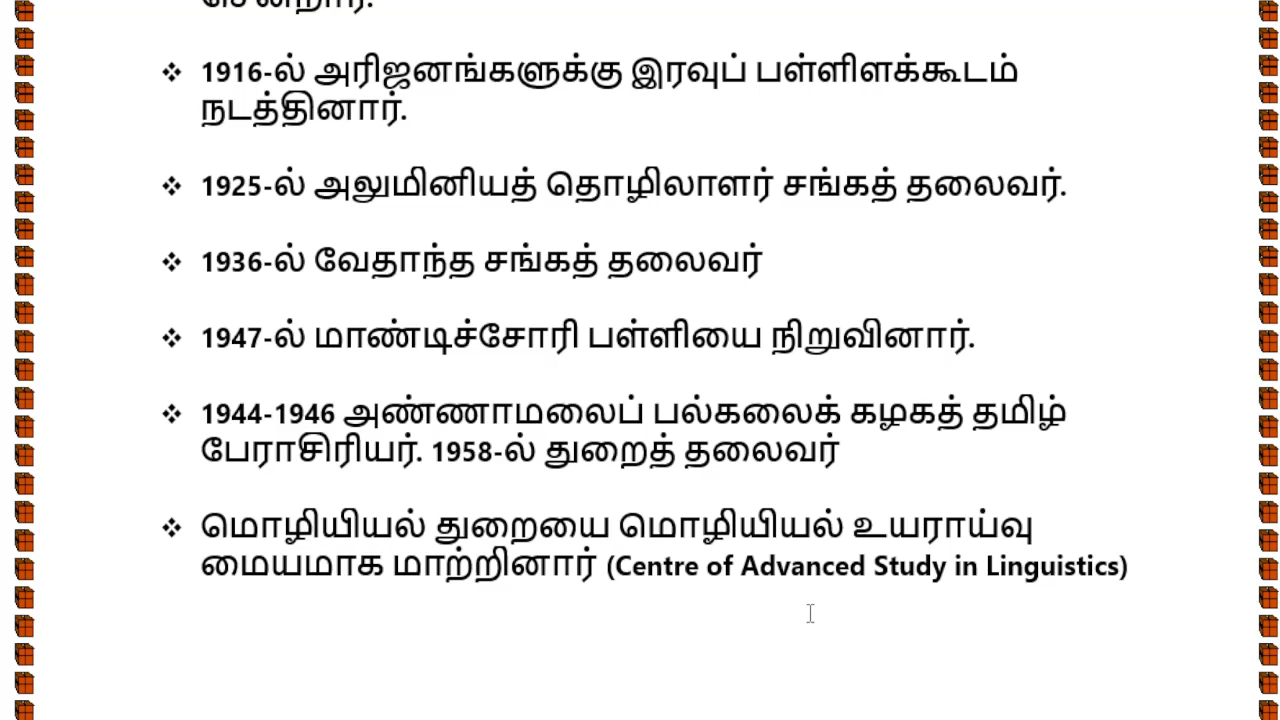 சென்றார்.
❖ 1916-ல் அரிஜனங்களுக்கு இரவுப் பள்ளிளக்கூடம்
நடத்தினார்.
❖ 1925-ல் அலுமினியத் தொழிலாளர் சங்கத் தலைவர்.
❖ 1936-ல் வேதாந்த சங்கத் தலைவர்
❖ 1947-ல் மாண்டிச்சோரி பள்ளியை நிறுவினார்.
❖ 1944-1946 அண்ணாமலைப் பல்கலைக் கழகத் தமிழ்
பேராசிரியர். 1958-ல் துறைத் தலைவர்
❖ மொழியியல் துறையை மொழியியல் உயராய்வு
மையமாக மாற்றினார் (Centre of Advanced Study in Linguistics)